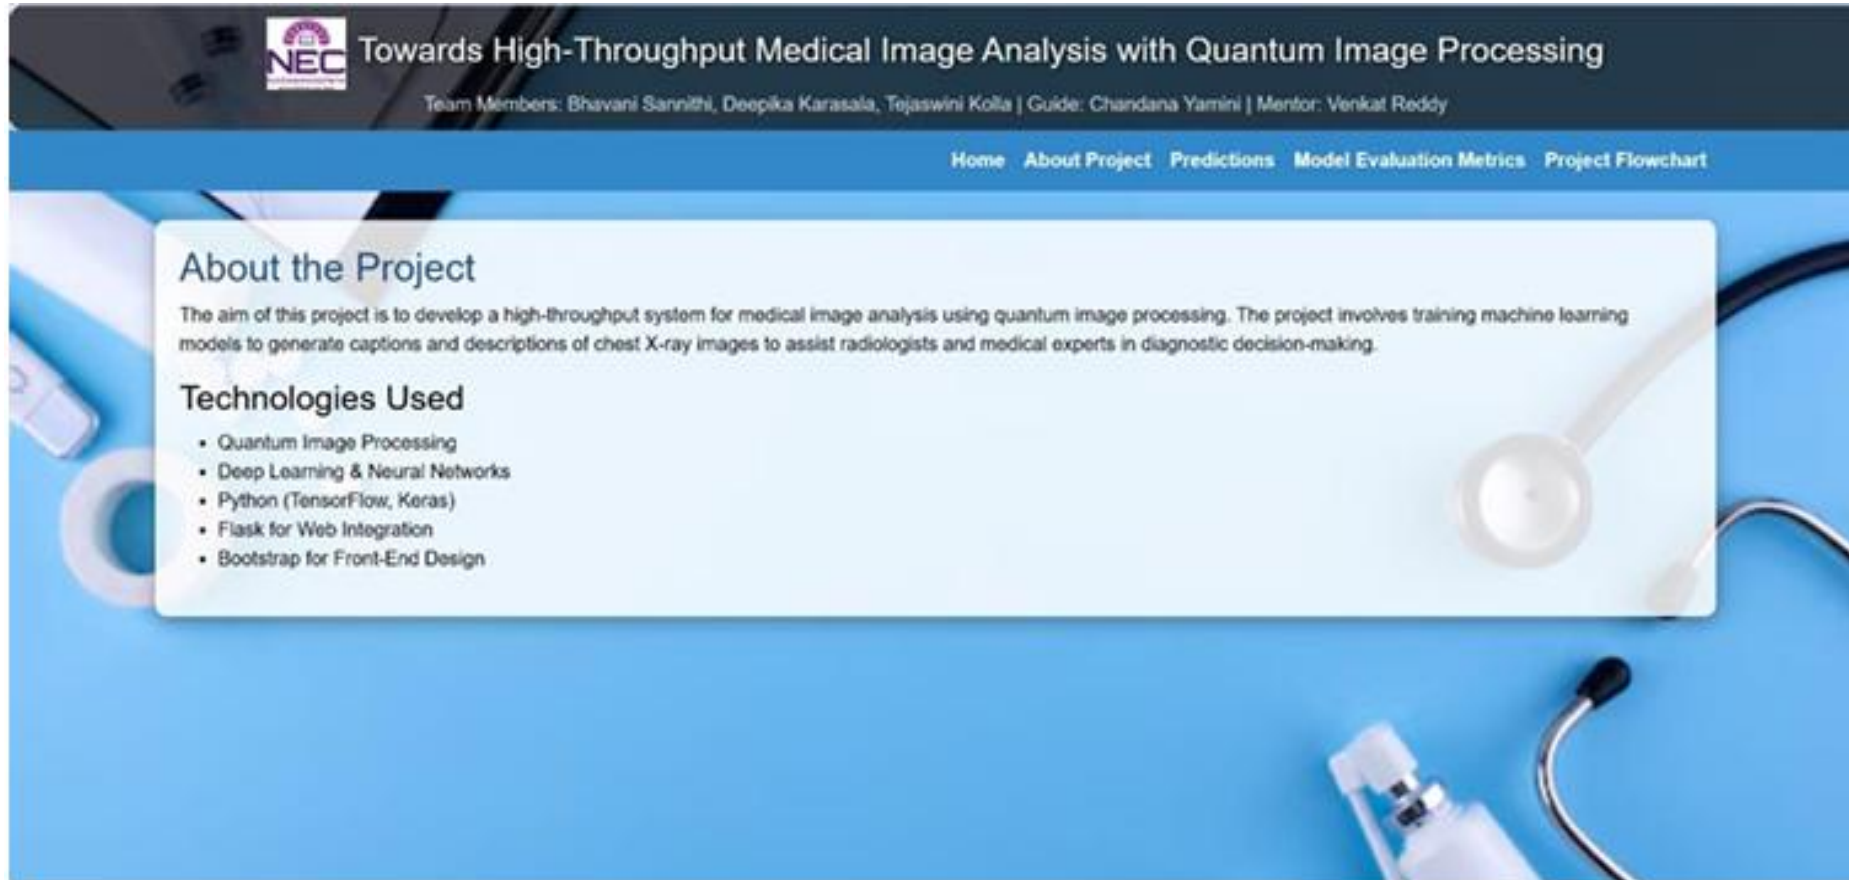 NEC
Towards High-Throughput Medical Image Analysis with Quantum Image Processing
Team Members: Bhavani Sannithi, Deepika Karasala, Tejaswini Kolla | Guide: Chandana Yamini | Mentor: Venkat Reddy
Home About Project Predictions Model Evaluation Metrics Project Flowchart
About the Project
The aim of this project is to develop a high-throughput system for medical image analysis using quantum image processing. The project involves training machine learning
models to generate captions and descriptions of chest X-ray images to assist radiologists and medical experts in diagnostic decision-making.
Technologies Used
• Quantum Image Processing
• Deep Learning & Neural Networks
• Python (TensorFlow, Keras)
• Flask for Web Integration
• Bootstrap for Front-End Design